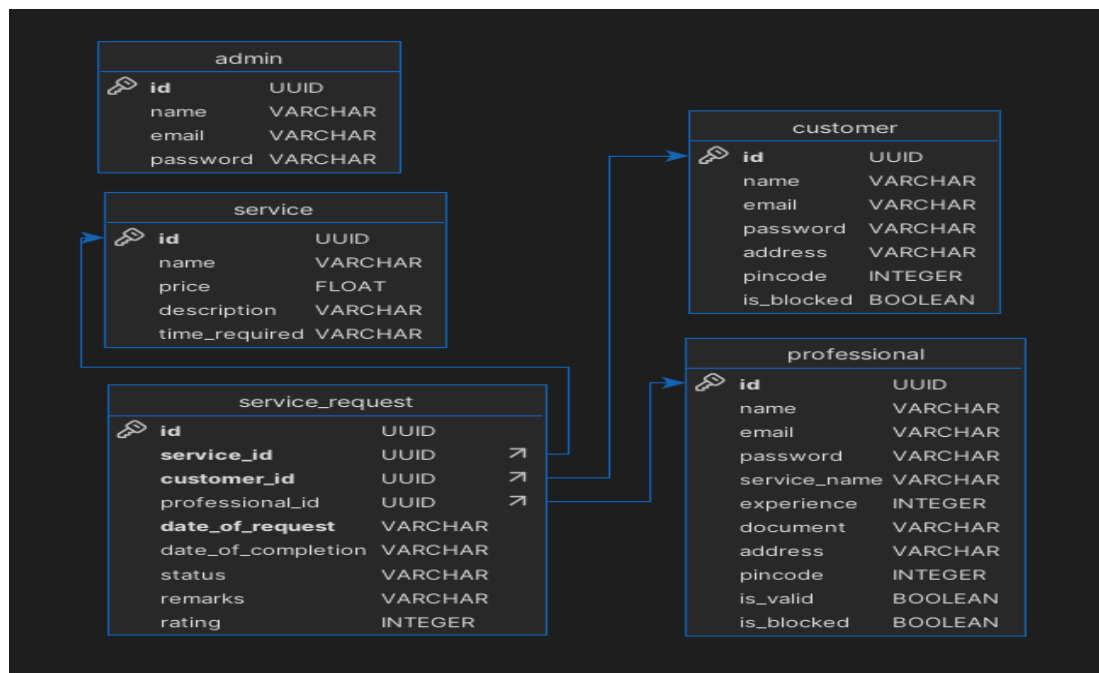 admin
id UUID
name VARCHAR
email VARCHAR
password VARCHAR
service
id UUID
name VARCHAR
price FLOAT
description VARCHAR
time_required VARCHAR
service_request
id UUID
service_id UUID
customer_id UUID
professional_id UUID
date_of_request VARCHAR
date_of_completion VARCHAR
status VARCHAR
remarks VARCHAR
rating INTEGER
customer
id UUID
name VARCHAR
email VARCHAR
password VARCHAR
address VARCHAR
pincode INTEGER
is_blocked BOOLEAN
professional
id UUID
name VARCHAR
email VARCHAR
password VARCHAR
service_name VARCHAR
experience INTEGER
document VARCHAR
address VARCHAR
pincode INTEGER
is_valid BOOLEAN
is_blocked BOOLEAN